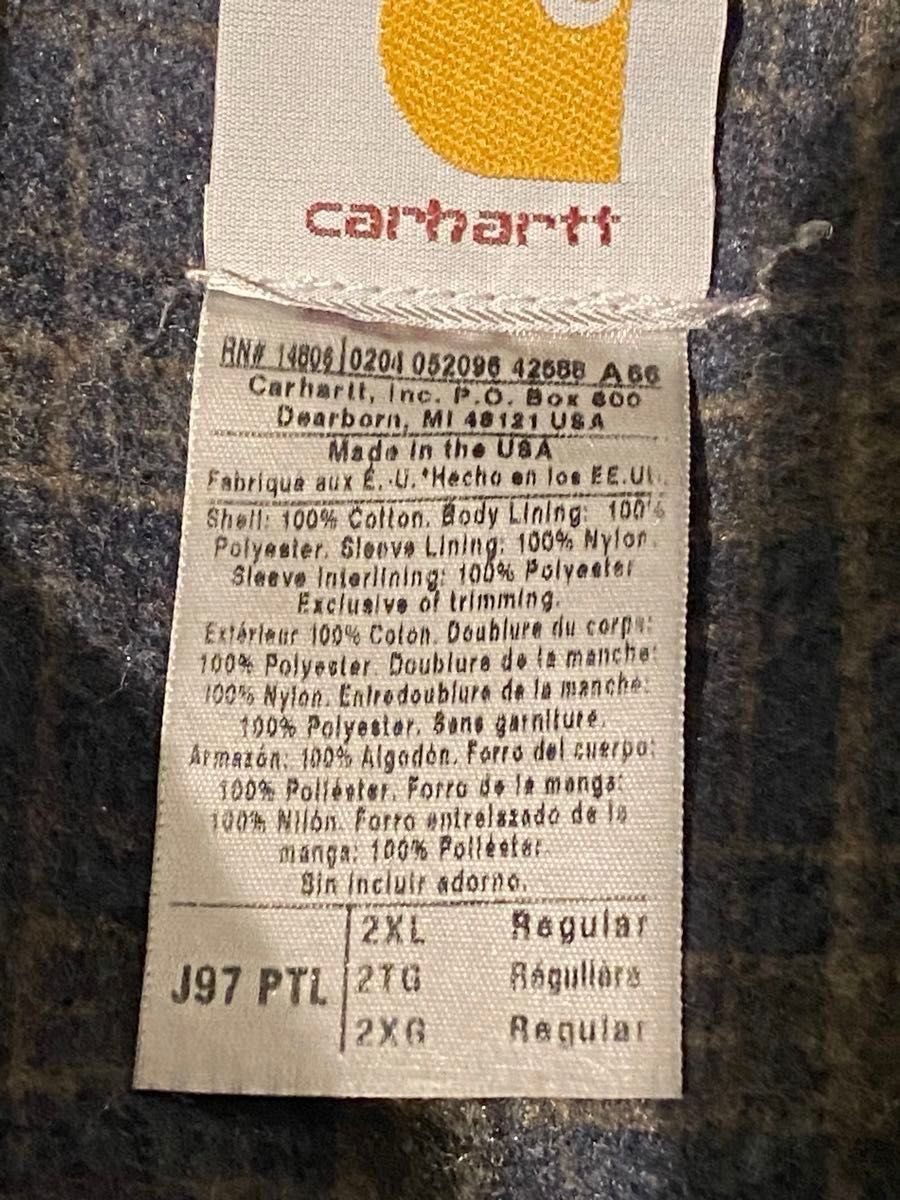 carhartt
RN# 14806 0204 052096 42588 A66
Carhartt, Inc. P.O. Box 600
Dearborn, MI 48121 USA
Made in the USA
Fabriqué aux É.-U.*Hecho en los EE.UU.
Shell: 100% Cotton. Body Lining: 100%
Polyester. Sleeve Lining: 100% Nylon.
Sleeve Interlining: 100% Polyester
Exclusive of trimming.
Extérieur 100% Coton. Doublure du corps:
100% Polyester. Doublure de la manche:
100% Nylon. Entredoublure de la manche:
100% Polyester. Sans garniture.
Armazón: 100% Algodón. Forro del cuerpo:
100% Poliéster. Forro de la manga:
100% Nilón. Forro entrelazado de la
manga: 100% Poliéster.
Sin incluir adorno.
J97 PTL
2XL Regular
2TG Régulière
2XG Regular